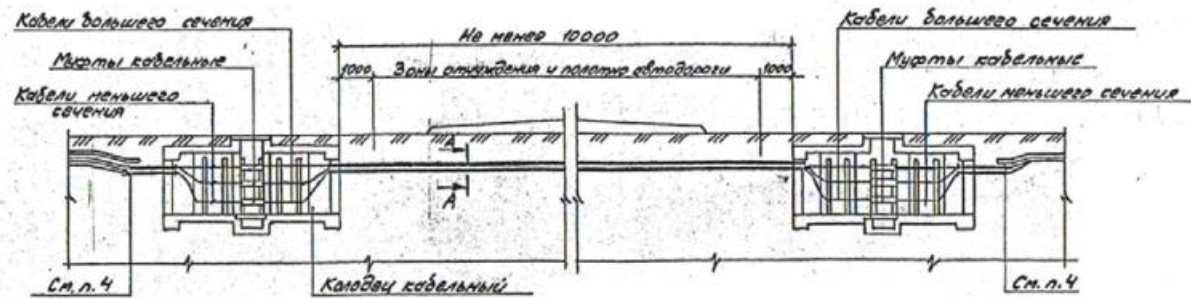 Кабели большего сечения
Кабели большего сечения
Не менее 10000
Муфты кабельные
Муфты кабельные
1000
Зоны отчуждения и полотно автодороги
1000
Кабели меньшего
сечения
Кабели меньшего сечения
А
А
См. п. 4
Колодец кабельный
См. п. 4